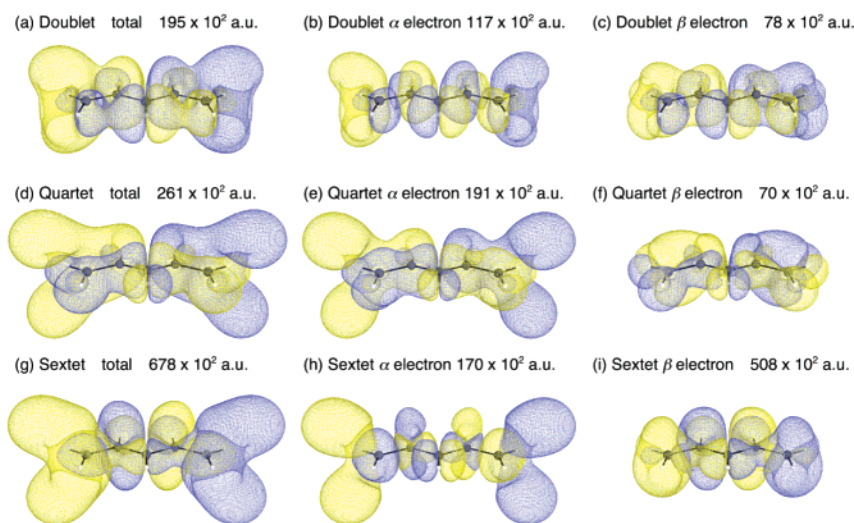 (a) Doublet total 195 x 10² a.u.
(b) Doublet α electron 117 x 10² a.u.
(c) Doublet β electron 78 x 10² a.u.
(d) Quartet total 261 x 10² a.u.
(e) Quartet α electron 191 x 10² a.u.
(f) Quartet β electron 70 x 10² a.u.
(g) Sextet total 678 x 10² a.u.
(h) Sextet α electron 170 x 10² a.u.
(i) Sextet β electron 508 x 10² a.u.